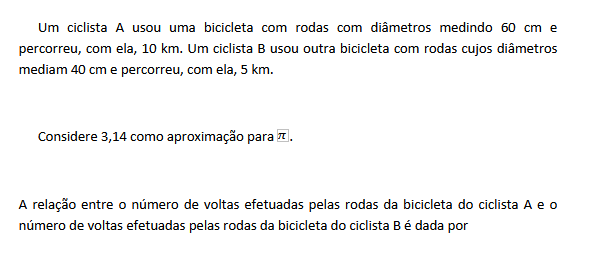 Um ciclista A usou uma bicicleta com rodas com diâmetros medindo 60 cm e
percorreu, com ela, 10 km. Um ciclista B usou outra bicicleta com rodas cujos diâmetros
mediam 40 cm e percorreu, com ela, 5 km.
Considere 3,14 como aproximação para π.
A relação entre o número de voltas efetuadas pelas rodas da bicicleta do ciclista A e o
número de voltas efetuadas pelas rodas da bicicleta do ciclista B é dada por